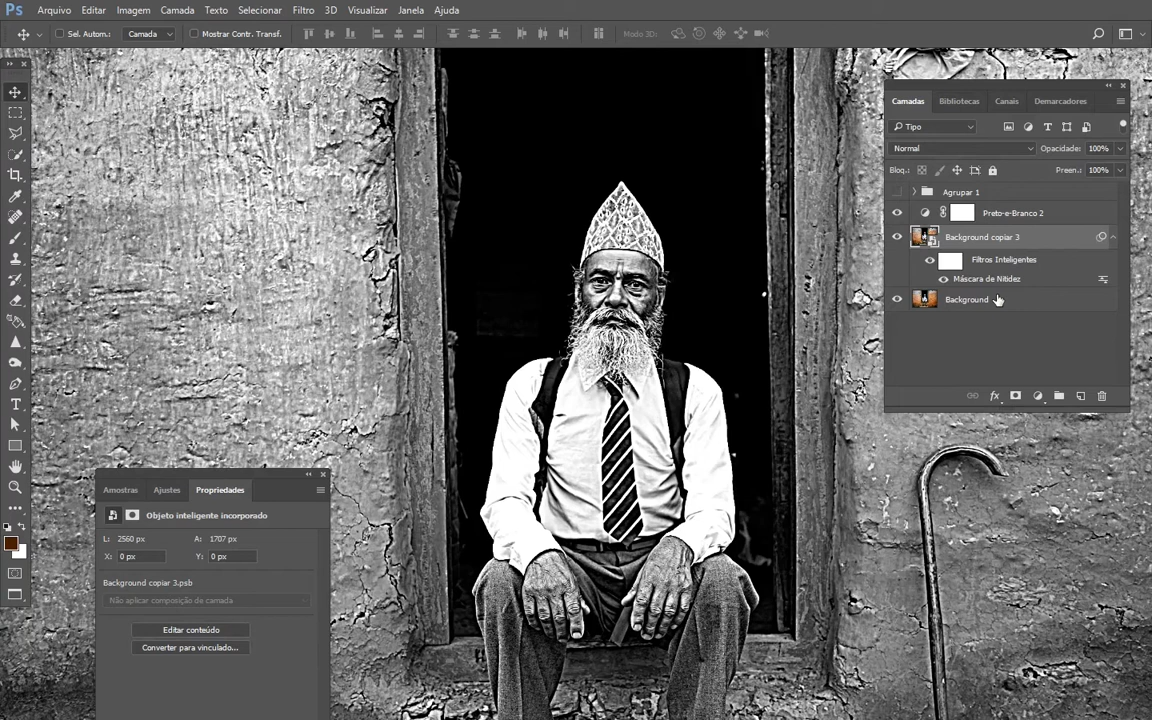 Ps Arquivo Editar Imagem Camada Texto Selecionar Filtro 3D Visualizar Janela Ajuda
Sel. Autom.: Camada Mostrar Contr. Transf. Modo 3D:
Camadas Bibliotecas Canais Demarcadores
Tipo
Normal Opacidade: 100%
Bloq.: Preen.: 100%
Agrupar 1
Preto-e-Branco 2
Background copiar 3
Filtros Inteligentes
Máscara de Nitidez
Background
Amostras Ajustes Propriedades
Objeto inteligente incorporado
L: 2560 px A: 1707 px
X: 0 px Y: 0 px
Background copiar 3.psb
Não aplicar composição de camada
Editar conteúdo
Converter para vinculado...